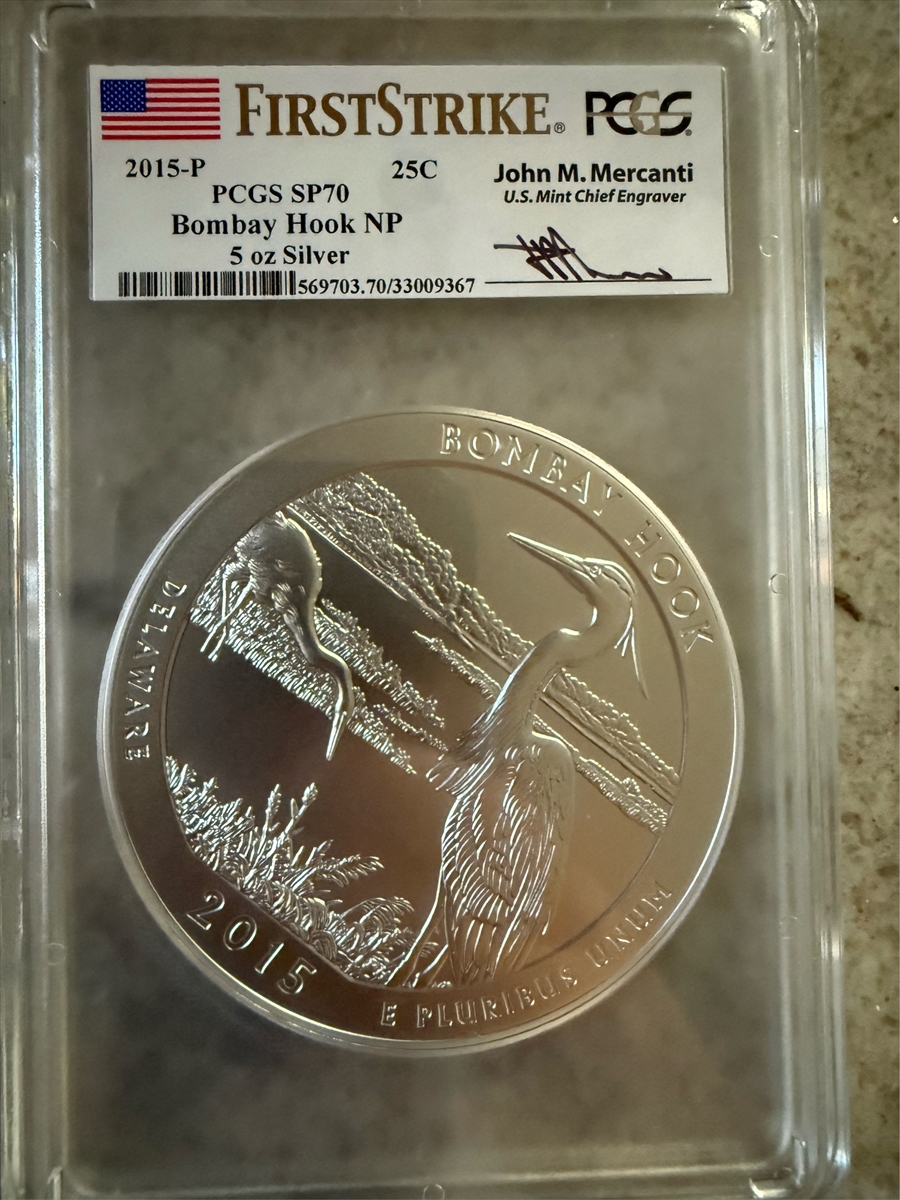 FIRSTSTRIKE® PCGS
2015-P 25C
PCGS SP70
Bombay Hook NP
5 oz Silver
569703.70/33009367
John M. Mercanti
U.S. Mint Chief Engraver
BOMBAY HOOK
DELAWARE
2015
E PLURIBUS UNUM